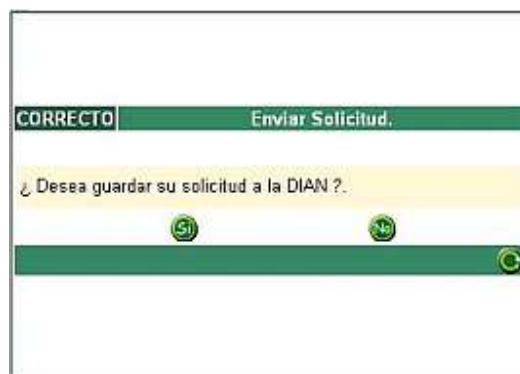 CORRECTO Enviar Solicitud.
¿ Desea guardar su solicitud a la DIAN ?.
Si No